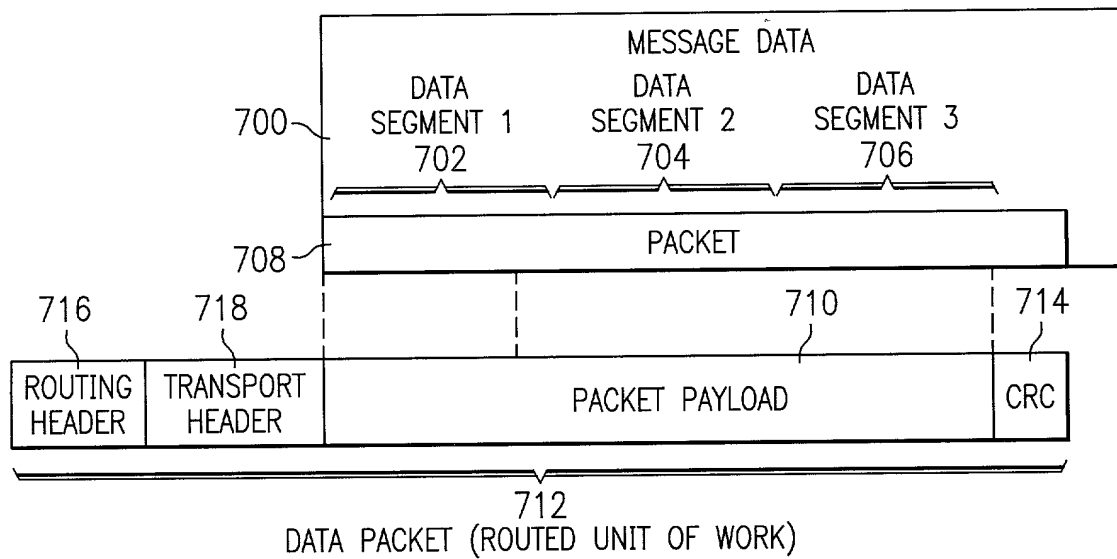 MESSAGE DATA
DATA SEGMENT 1
702
DATA SEGMENT 2
704
DATA SEGMENT 3
706
700
708
PACKET
716
718
710
714
ROUTING HEADER
TRANSPORT HEADER
PACKET PAYLOAD
CRC
712
DATA PACKET (ROUTED UNIT OF WORK)